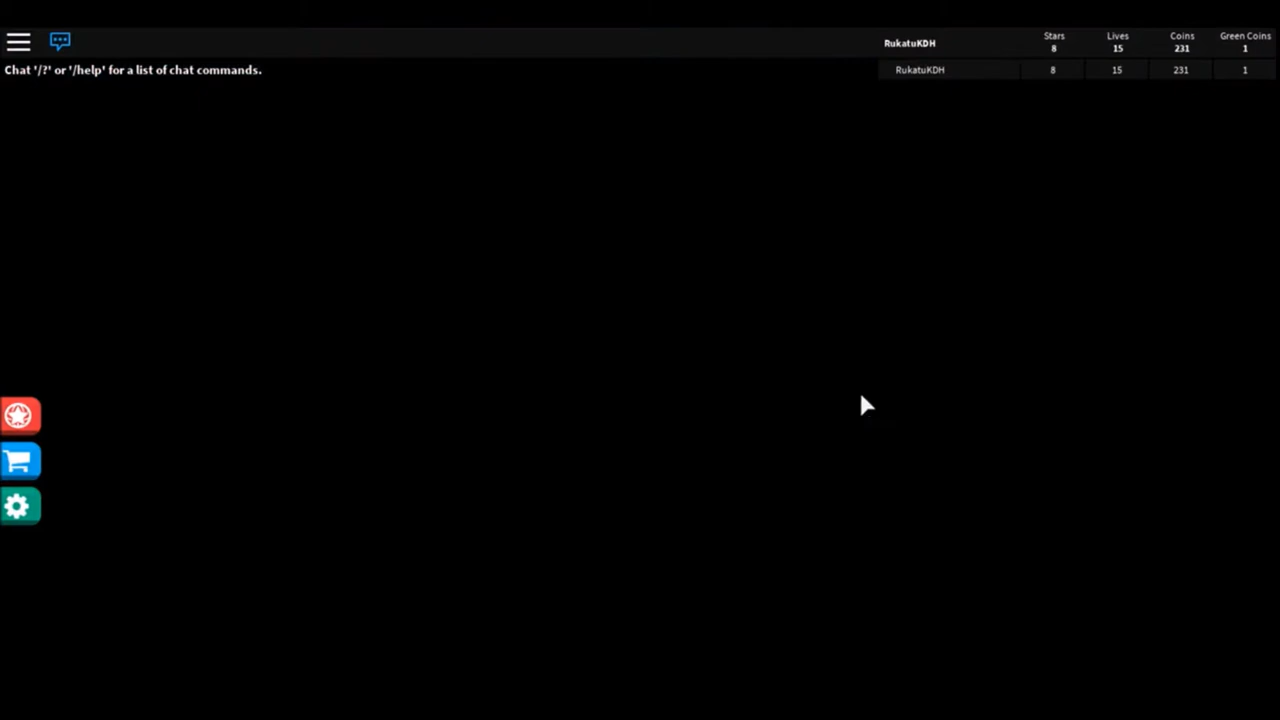 RukatuKDH Stars Lives Coins Green Coins
8 15 231 1
Chat '/?' or '/help' for a list of chat commands.
RukatuKDH 8 15 231 1